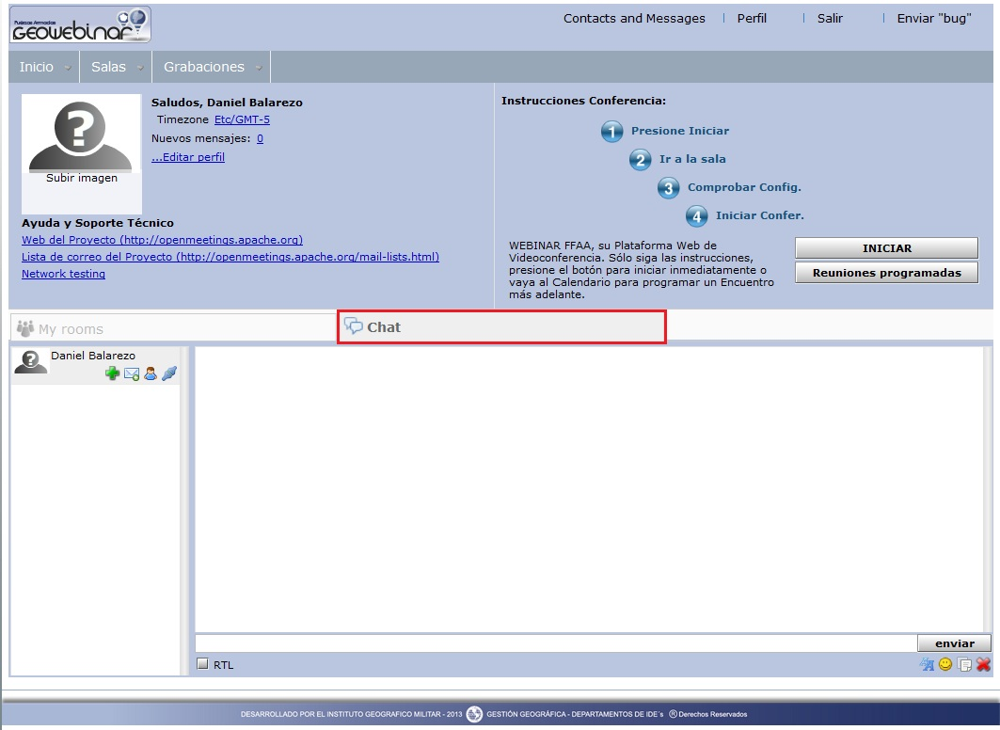 Fuerzas Armadas
GEOwebinar
Contacts and Messages | Perfil | Salir | Enviar "bug"
Inicio Salas Grabaciones
Saludos, Daniel Balarezo
Timezone Etc/GMT-5
Nuevos mensajes: 0
...Editar perfil
Subir imagen
Ayuda y Soporte Técnico
Web del Proyecto (http://openmeetings.apache.org)
Lista de correo del Proyecto (http://openmeetings.apache.org/mail-lists.html)
Network testing
Instrucciones Conferencia:
1 Presione Iniciar
2 Ir a la sala
3 Comprobar Config.
4 Iniciar Confer.
WEBINAR FFAA, su Plataforma Web de
Videoconferencia. Sólo siga las instrucciones,
presione el botón para iniciar inmediatamente o
vaya al Calendario para programar un Encuentro
más adelante.
INICIAR
Reuniones programadas
My rooms
Chat
Daniel Balarezo
enviar
RTL
DESARROLLADO POR EL INSTITUTO GEOGRAFICO MILITAR - 2013 GESTIÓN GEOGRÁFICA - DEPARTAMENTOS DE IDE´s ® Derechos Reservados